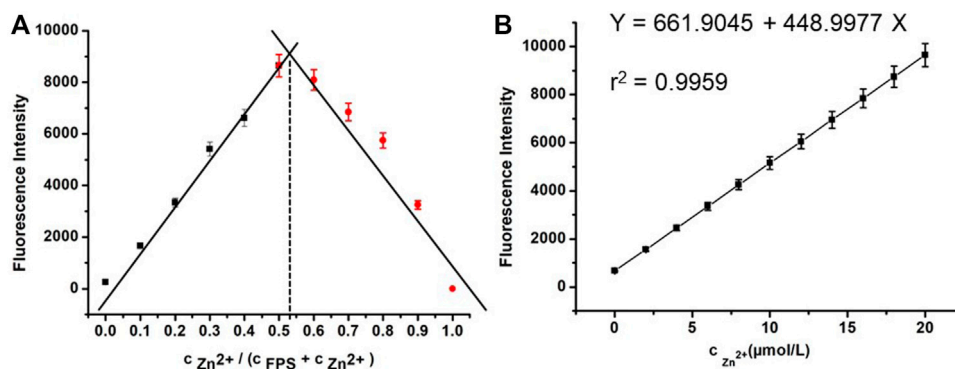 A
10000
8000
6000
4000
2000
0
Fluorescence Intensity
0.0 0.1 0.2 0.3 0.4 0.5 0.6 0.7 0.8 0.9 1.0
c Zn2+ / (c FPS + c Zn2+ )
B
Y = 661.9045 + 448.9977 X
r² = 0.9959
10000
8000
6000
4000
2000
0
Fluorescence Intensity
0 5 10 15 20
c Zn2+(μmol/L)